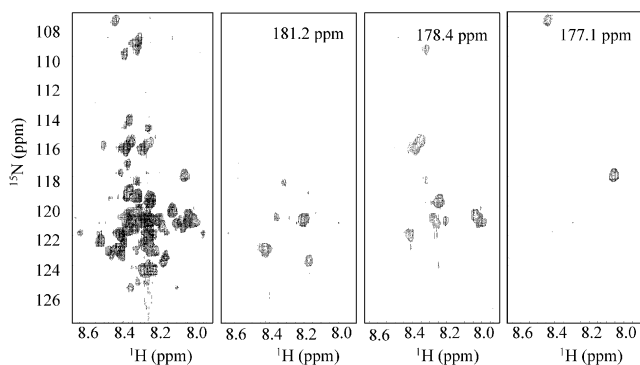 181.2 ppm
178.4 ppm
177.1 ppm
108
110
112
114
116
118
120
122
124
126
¹⁵N (ppm)
8.6 8.4 8.2 8.0
8.6 8.4 8.2 8.0
8.6 8.4 8.2 8.0
8.6 8.4 8.2 8.0
¹H (ppm)
¹H (ppm)
¹H (ppm)
¹H (ppm)